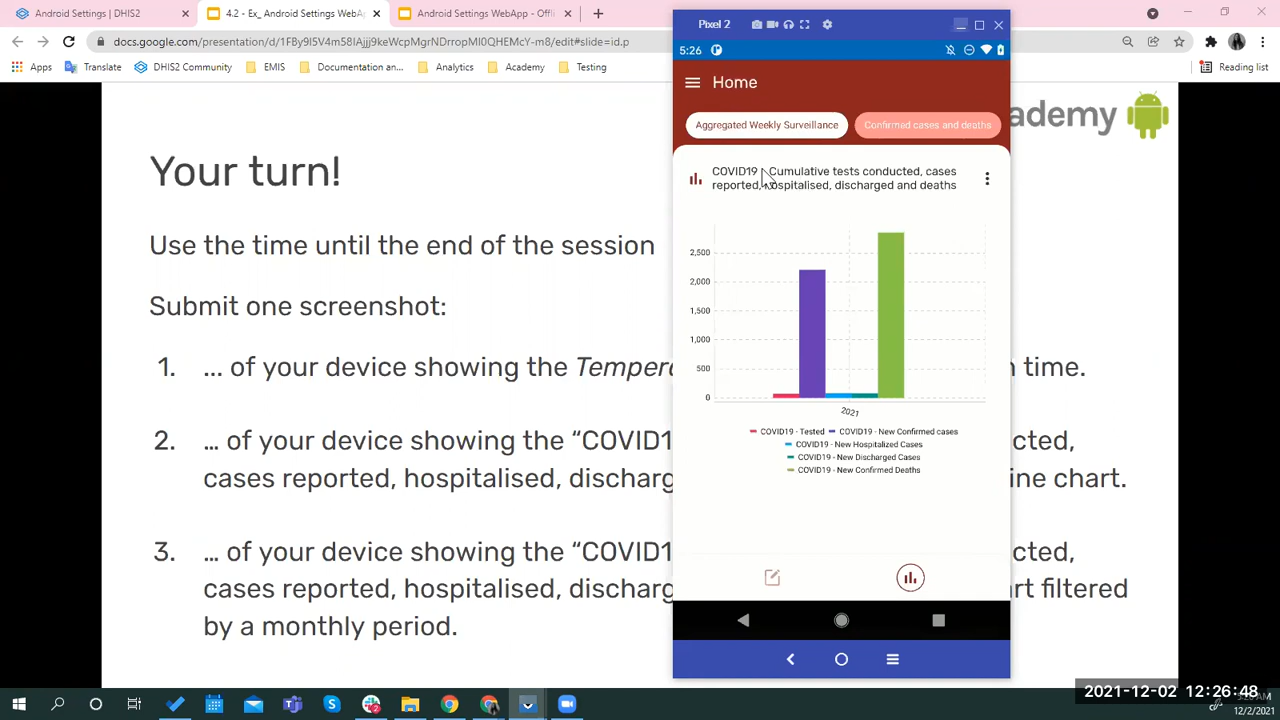 Android Settings | DHIS2
4.2 - Ex_ Android Settings WebA
4.2 - Android Settings WebApp - Offli
docs.google.com/presentation/d/1FBy9I5V4m58IAjjj9keWcpMgrNDrropMI0QHEMcY-m8/edit#slide=id.p
Apps
Translate
DHIS2 Community
EMIS
Documentation an...
Analytics
Academy
Testing
Reading list
Pixel 2
5:26
Home
Aggregated Weekly Surveillance
Confirmed cases and deaths
COVID19 - Cumulative tests conducted, cases
reported, hospitalised, discharged and deaths
2,500
2,000
1,500
1,000
500
0
2021
COVID19 - Tested
COVID19 - New Confirmed cases
COVID19 - New Hospitalized Cases
COVID19 - New Discharged Cases
COVID19 - New Confirmed Deaths
ademy
Your turn!
Use the time until the end of the session
Submit one screenshot:
1. ... of your device showing the Tempera n time.
2. … of your device showing the “COVID1 cted,
cases reported, hospitalised, discharg ine chart.
3. … of your device showing the “COVID1 cted,
cases reported, hospitalised, discharg rt filtered
by a monthly period.
2021-12-02 12:26:48
12/2/2021